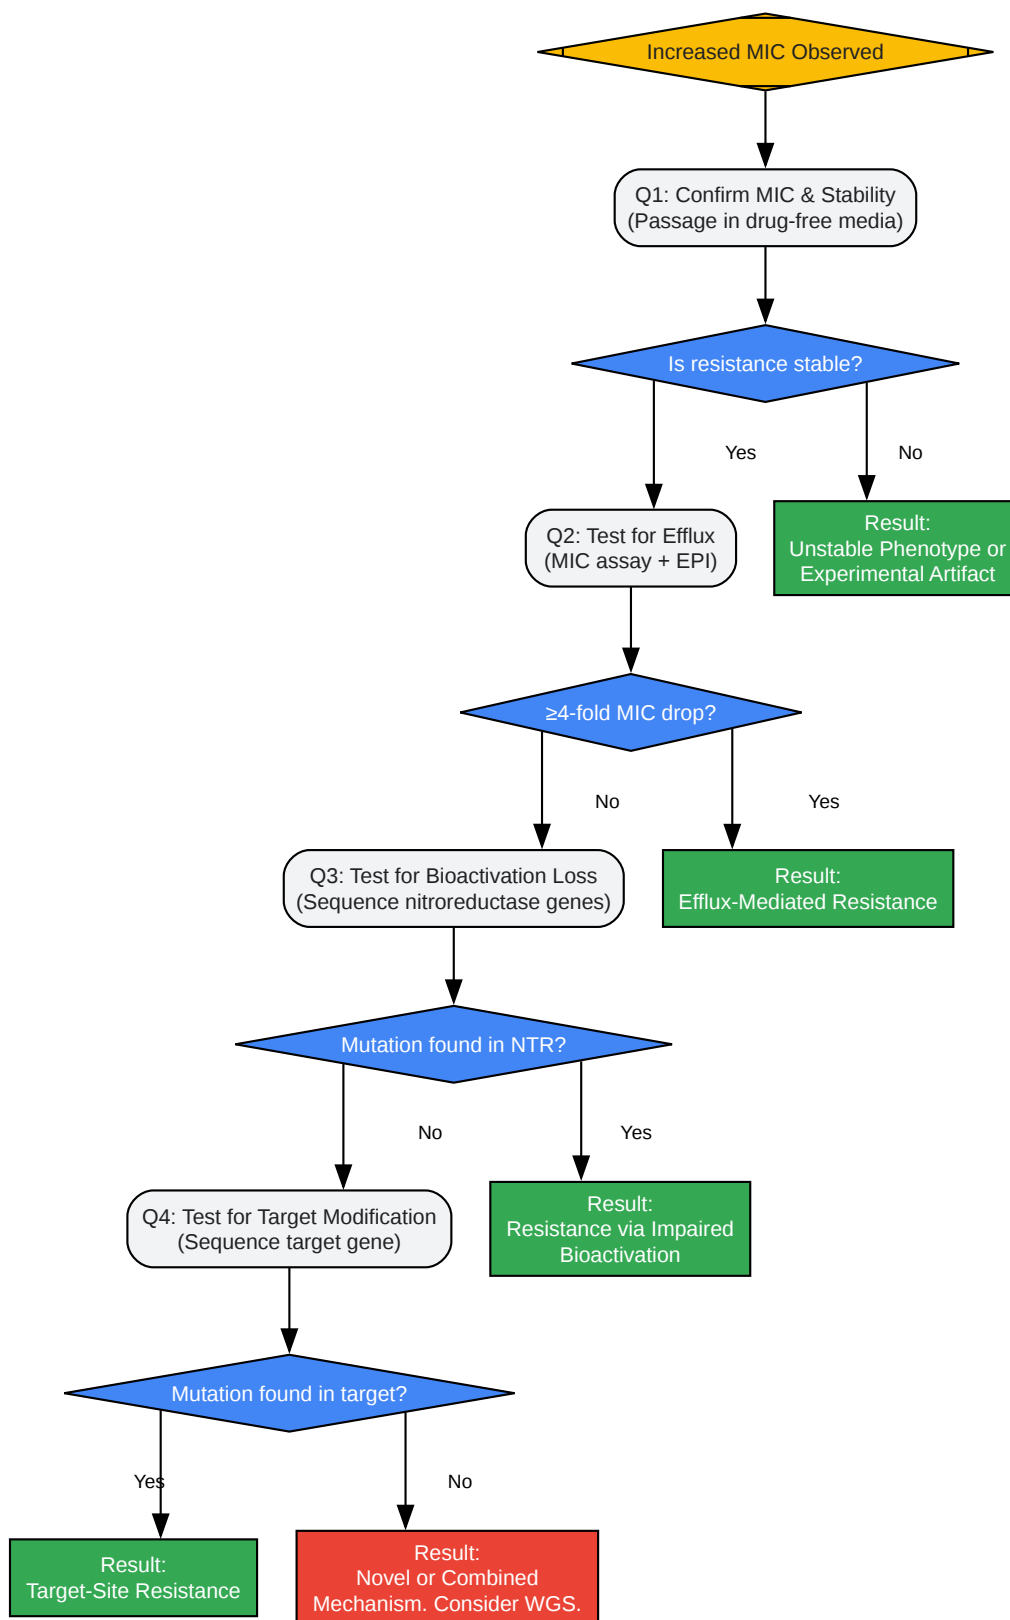 Increased MIC Observed
Q1: Confirm MIC & Stability
(Passage in drug-free media)
Is resistance stable?
Yes
No
Q2: Test for Efflux
(MIC assay + EPI)
Result:
Unstable Phenotype or
Experimental Artifact
≥4-fold MIC drop?
No
Yes
Q3: Test for Bioactivation Loss
(Sequence nitroreductase genes)
Result:
Efflux-Mediated Resistance
Mutation found in NTR?
No
Yes
Q4: Test for Target Modification
(Sequence target gene)
Result:
Resistance via Impaired
Bioactivation
Mutation found in target?
Yes
No
Result:
Target-Site Resistance
Result:
Novel or Combined
Mechanism. Consider WGS.